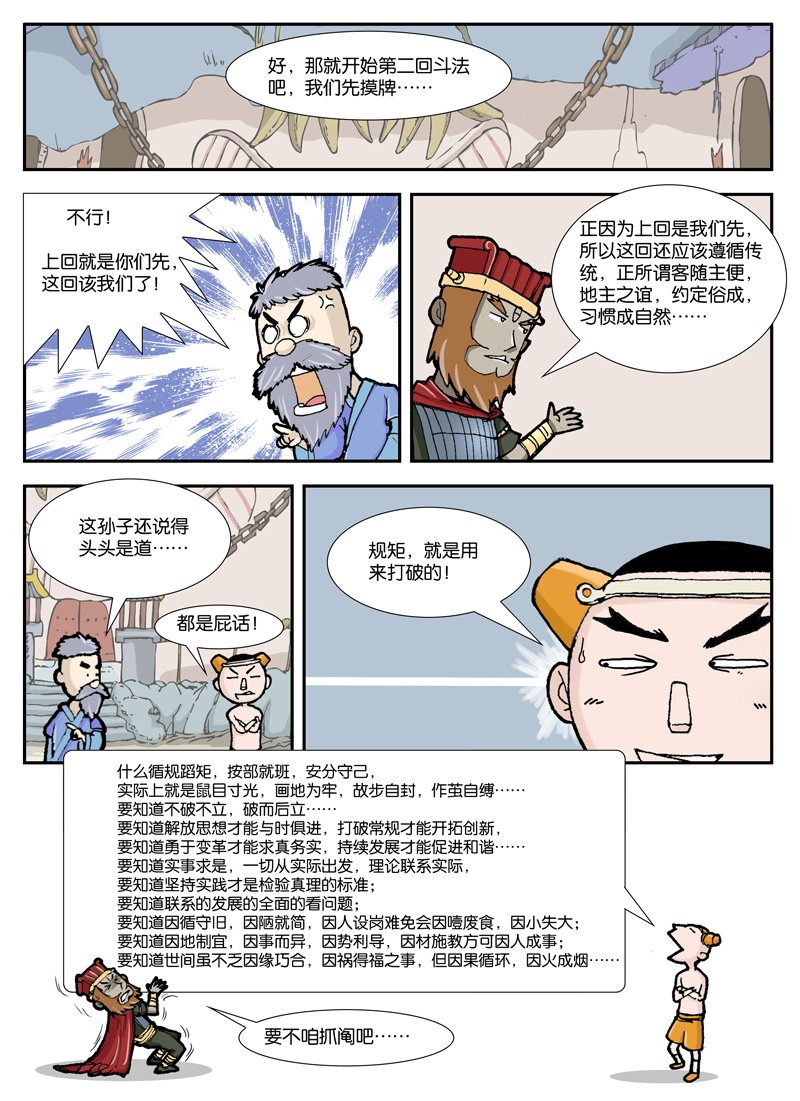 好，那就开始第二回斗法
吧，我们先摸牌……
不行！
上回就是你们先，
这回该我们了！
正因为上回是我们先，
所以这回还应该遵循传
统，正所谓客随主便，
地主之谊，约定俗成，
习惯成自然……
这孙子还说得
头头是道……
都是屁话！
规矩，就是用
来打破的！
什么循规蹈矩，按部就班，安分守己，
实际上就是鼠目寸光，画地为牢，故步自封，作茧自缚……
要知道不破不立，破而后立……
要知道解放思想才能与时俱进，打破常规才能开拓创新，
要知道勇于变革才能求真务实，持续发展才能促进和谐……
要知道实事求是，一切从实际出发，理论联系实际，
要知道坚持实践才是检验真理的标准；
要知道联系的发展的全面的看问题；
要知道因循守旧，因陋就简，因人设岗难免会因噎废食，因小失大；
要知道因地制宜，因事而异，因势利导，因材施教方可因人成事；
要知道世间虽不乏因缘巧合，因祸得福之事，但因果循环，因火成烟……
要不咱抓阄吧……